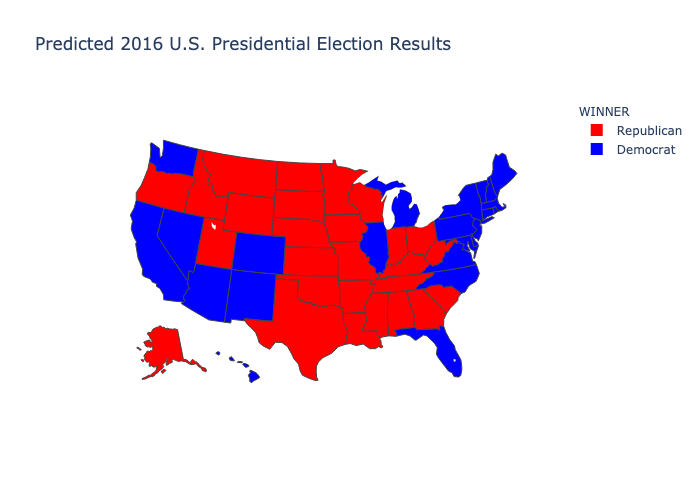 Predicted 2016 U.S. Presidential Election Results
WINNER
Republican
Democrat